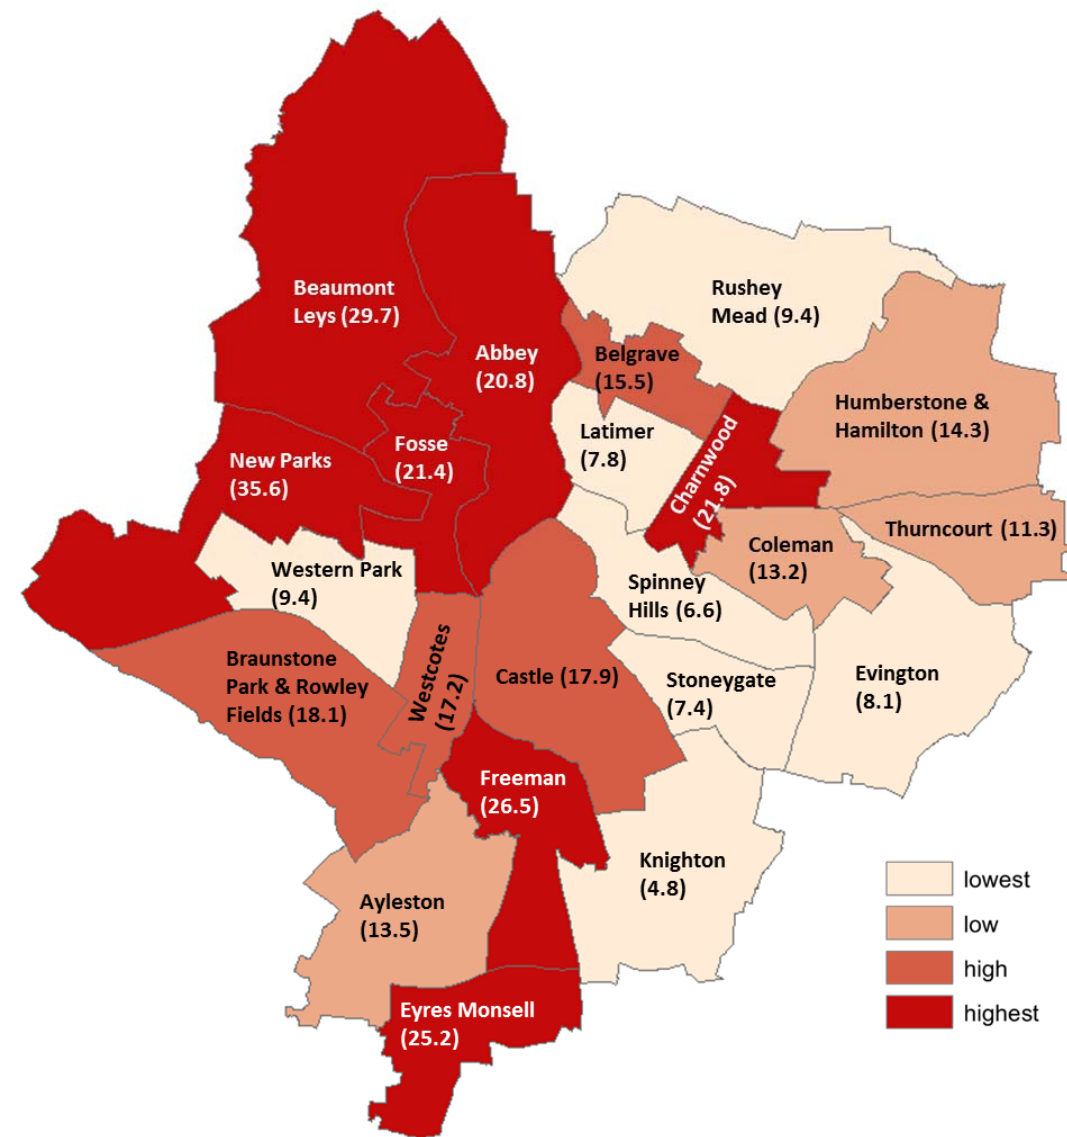 Beaumont
Leys (29.7)
Rushey
Mead (9.4)
Abbey
(20.8)
Belgrave
(15.5)
Humberstone &
Hamilton (14.3)
Latimer
(7.8)
Charnwood
(21.8)
Fosse
(21.4)
New Parks
(35.6)
Thurncourt (11.3)
Coleman
(13.2)
Western Park
(9.4)
Spinney
Hills (6.6)
Braunstone
Park & Rowley
Fields (18.1)
Westcotes
(17.2)
Castle (17.9)
Stoneygate
(7.4)
Evington
(8.1)
Freeman
(26.5)
Knighton
(4.8)
Ayleston
(13.5)
Eyres Monsell
(25.2)
lowest
low
high
highest